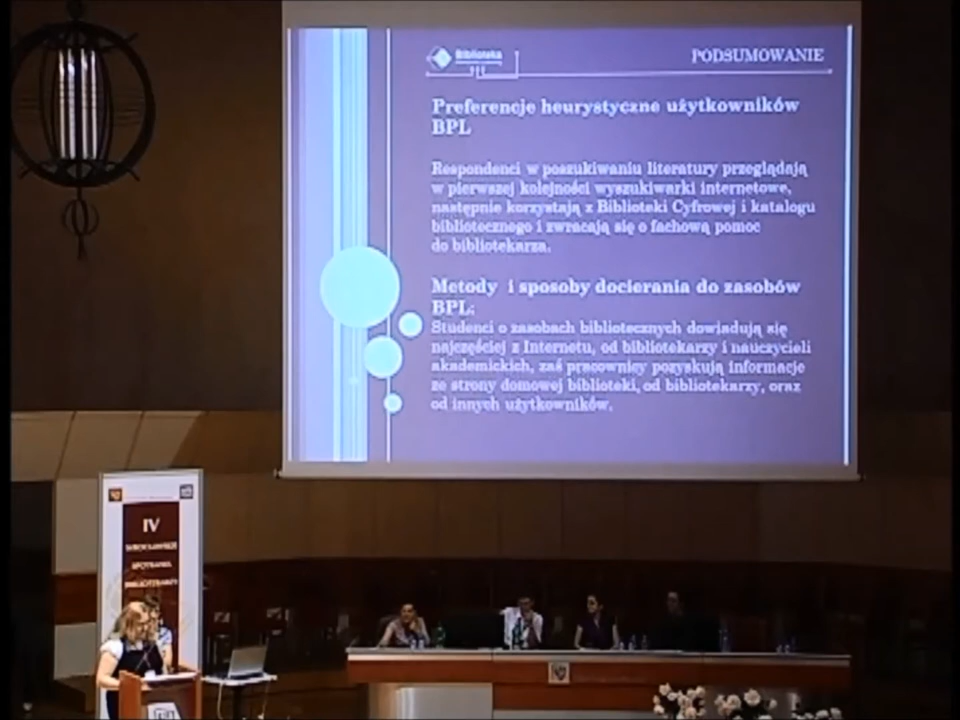 Biblioteka
PODSUMOWANIE
Preferencje heurystyczne użytkowników
BPL
Respondenci w poszukiwaniu literatury przeglądają
w pierwszej kolejności wyszukiwarki internetowe,
następnie korzystają z Biblioteki Cyfrowej i katalogu
bibliotecznego i zwracają się o fachową pomoc
do bibliotekarza.
Metody i sposoby docierania do zasobów
BPL:
Studenci o zasobach bibliotecznych dowiadują się
najczęściej z Internetu, od bibliotekarzy i nauczycieli
akademickich, zaś pracownicy pozyskują informacje
ze strony domowej biblioteki, od bibliotekarzy, oraz
od innych użytkowników.
IV
SPOTKANIA